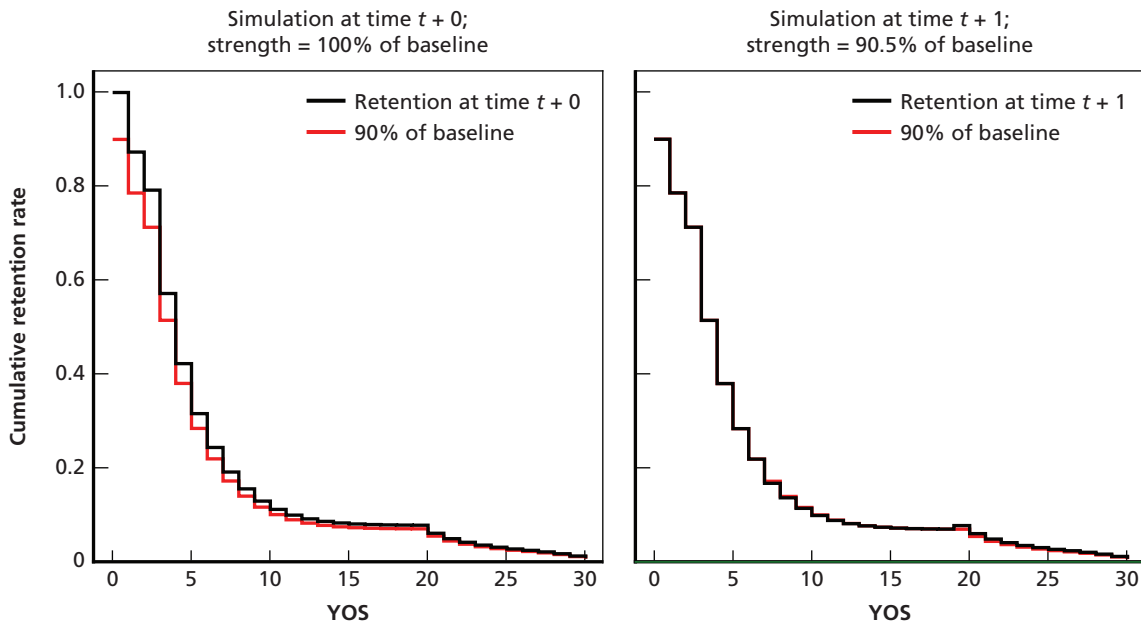 Simulation at time t + 0;
strength = 100% of baseline
Simulation at time t + 1;
strength = 90.5% of baseline
Cumulative retention rate
1.0
0.8
0.6
0.4
0.2
0
Retention at time t + 0
90% of baseline
Retention at time t + 1
90% of baseline
0 5 10 15 20 25 30
YOS
0 5 10 15 20 25 30
YOS